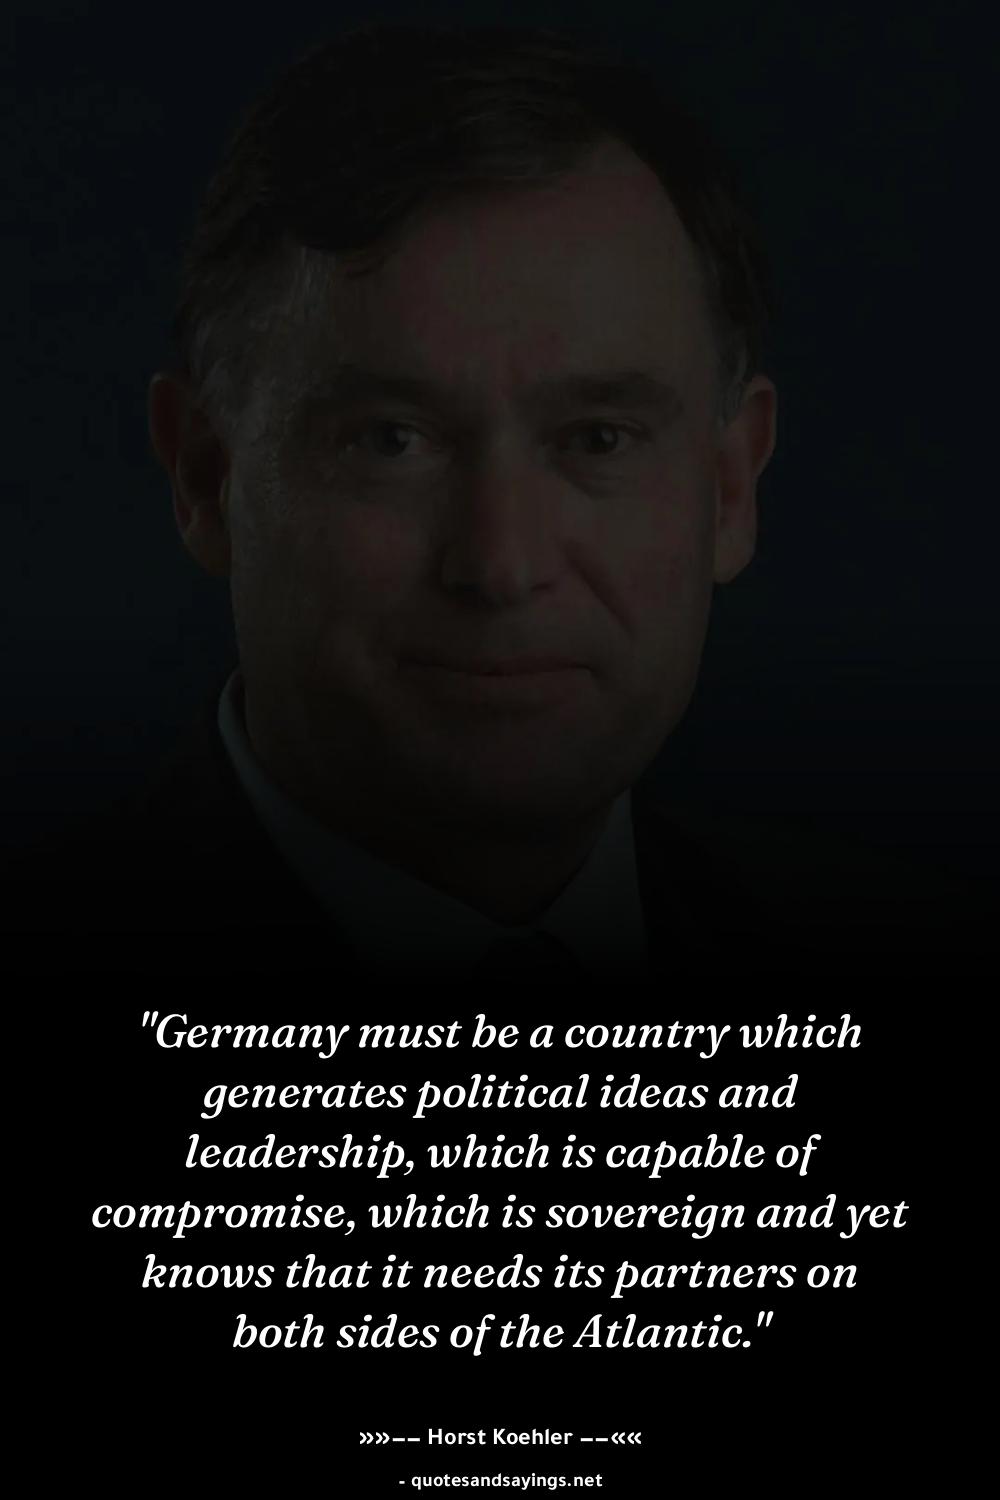 "Germany must be a country which
generates political ideas and
leadership, which is capable of
compromise, which is sovereign and yet
knows that it needs its partners on
both sides of the Atlantic."
»»−− Horst Koehler −−««
- quotesandsayings.net